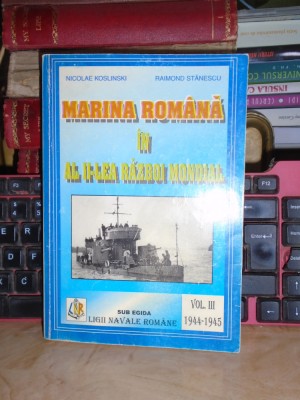 NICOLAE KOSLINSKI RAIMOND STĂNESCU
MARINA ROMÂNĂ
ÎN
AL II-LEA RĂZBOI MONDIAL
SUB EGIDA
LIGII NAVALE ROMÂNE
VOL. III
1944-1945